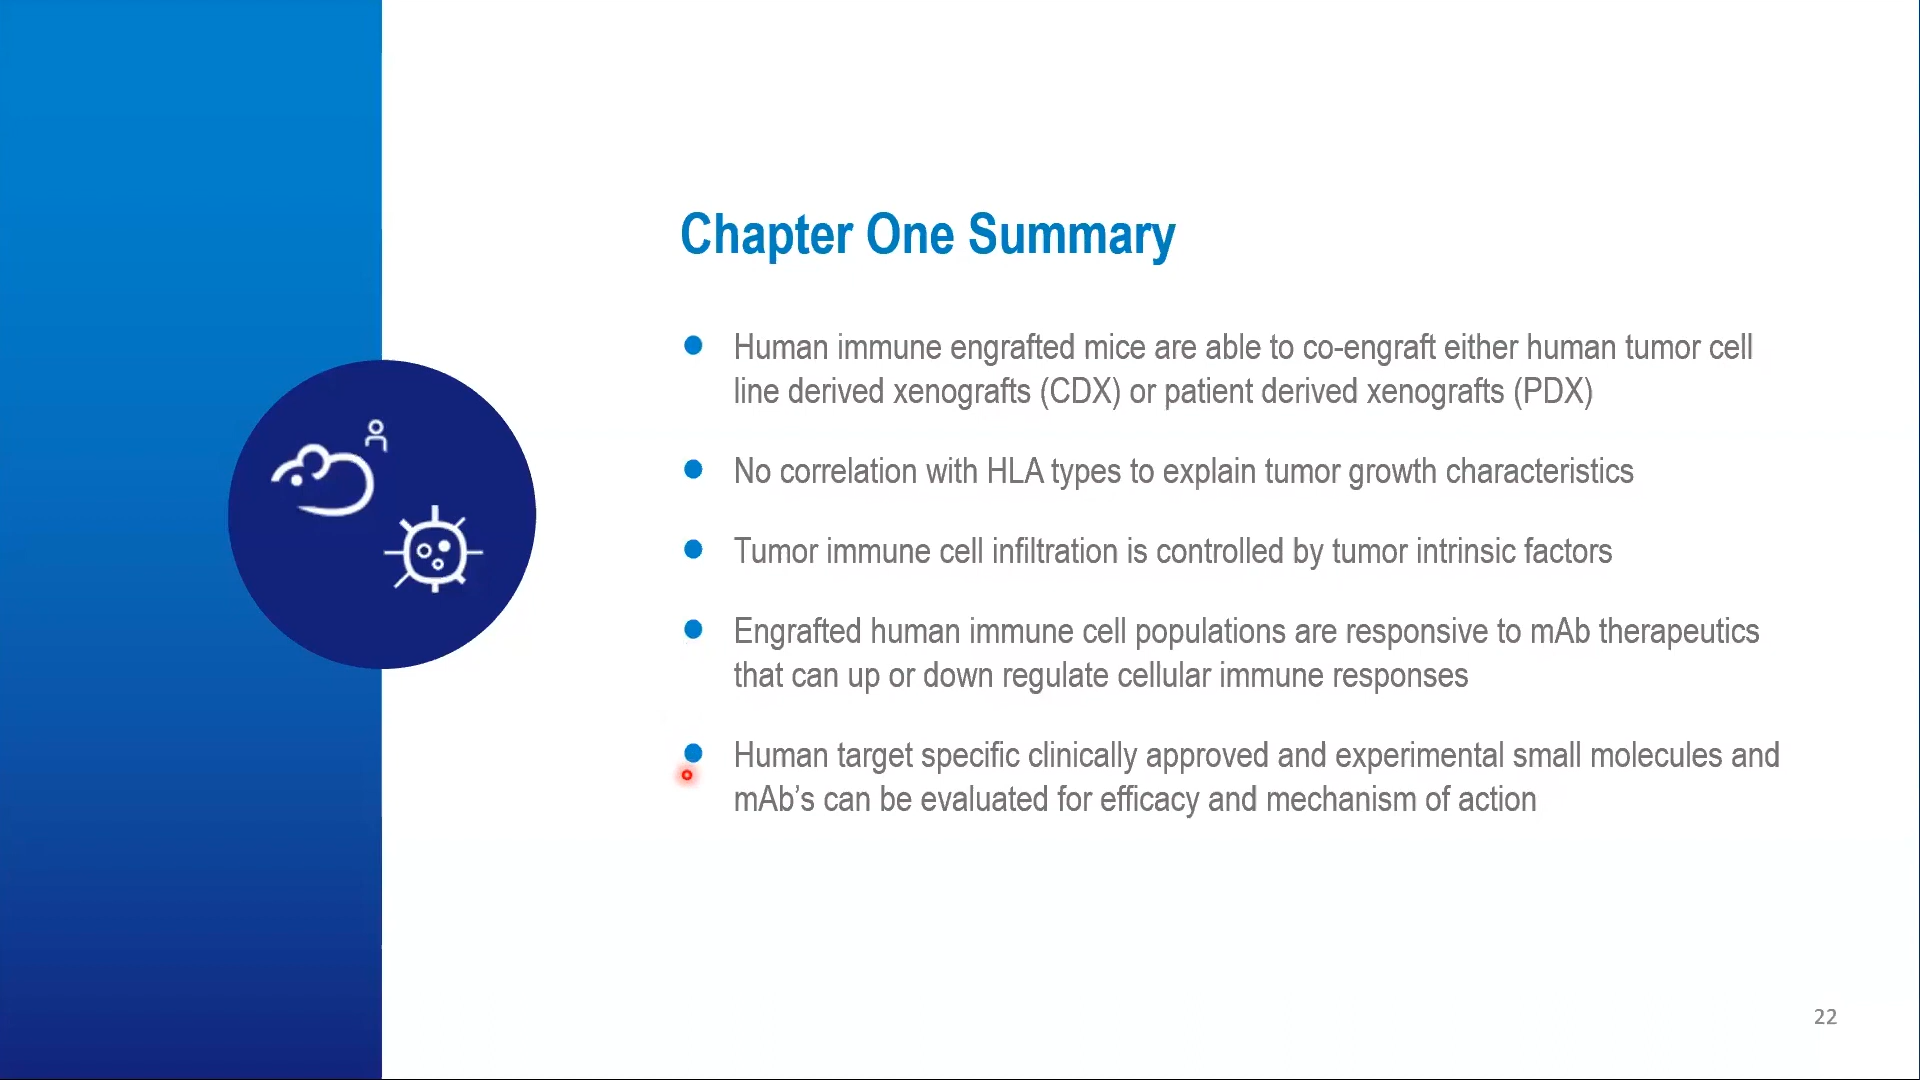 Chapter One Summary
Human immune engrafted mice are able to co-engraft either human tumor cell
line derived xenografts (CDX) or patient derived xenografts (PDX)
No correlation with HLA types to explain tumor growth characteristics
Tumor immune cell infiltration is controlled by tumor intrinsic factors
Engrafted human immune cell populations are responsive to mAb therapeutics
that can up or down regulate cellular immune responses
Human target specific clinically approved and experimental small molecules and
mAb’s can be evaluated for efficacy and mechanism of action
22